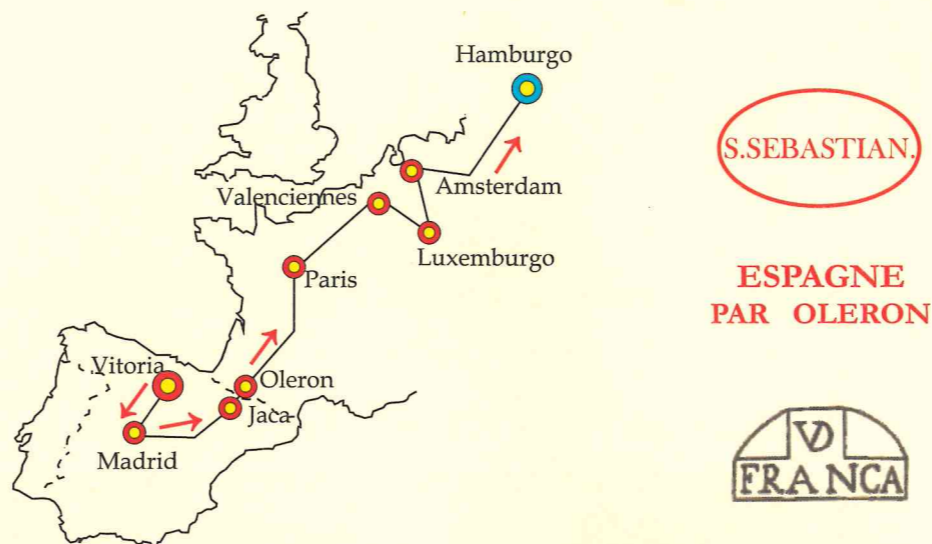 Hamburgo
S.SEBASTIAN.
Amsterdam
Valenciennes
Luxemburgo
Paris
ESPAGNE
PAR OLERON
Vitoria
Oleron
Jaca
Madrid
VD
FRANCA